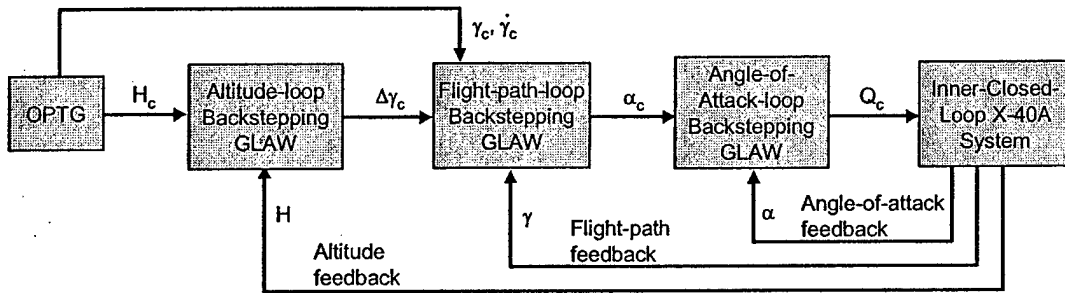 γc, γ̇c
OPTG
Hc
Altitude-loop
Backstepping
GLAW
Δγc
Flight-path-loop
Backstepping
GLAW
αc
Angle-of-
Attack-loop
Backstepping
GLAW
Qc
Inner-Closed-
Loop X-40A
System
H
Altitude
feedback
γ
Flight-path
feedback
α
Angle-of-attack
feedback